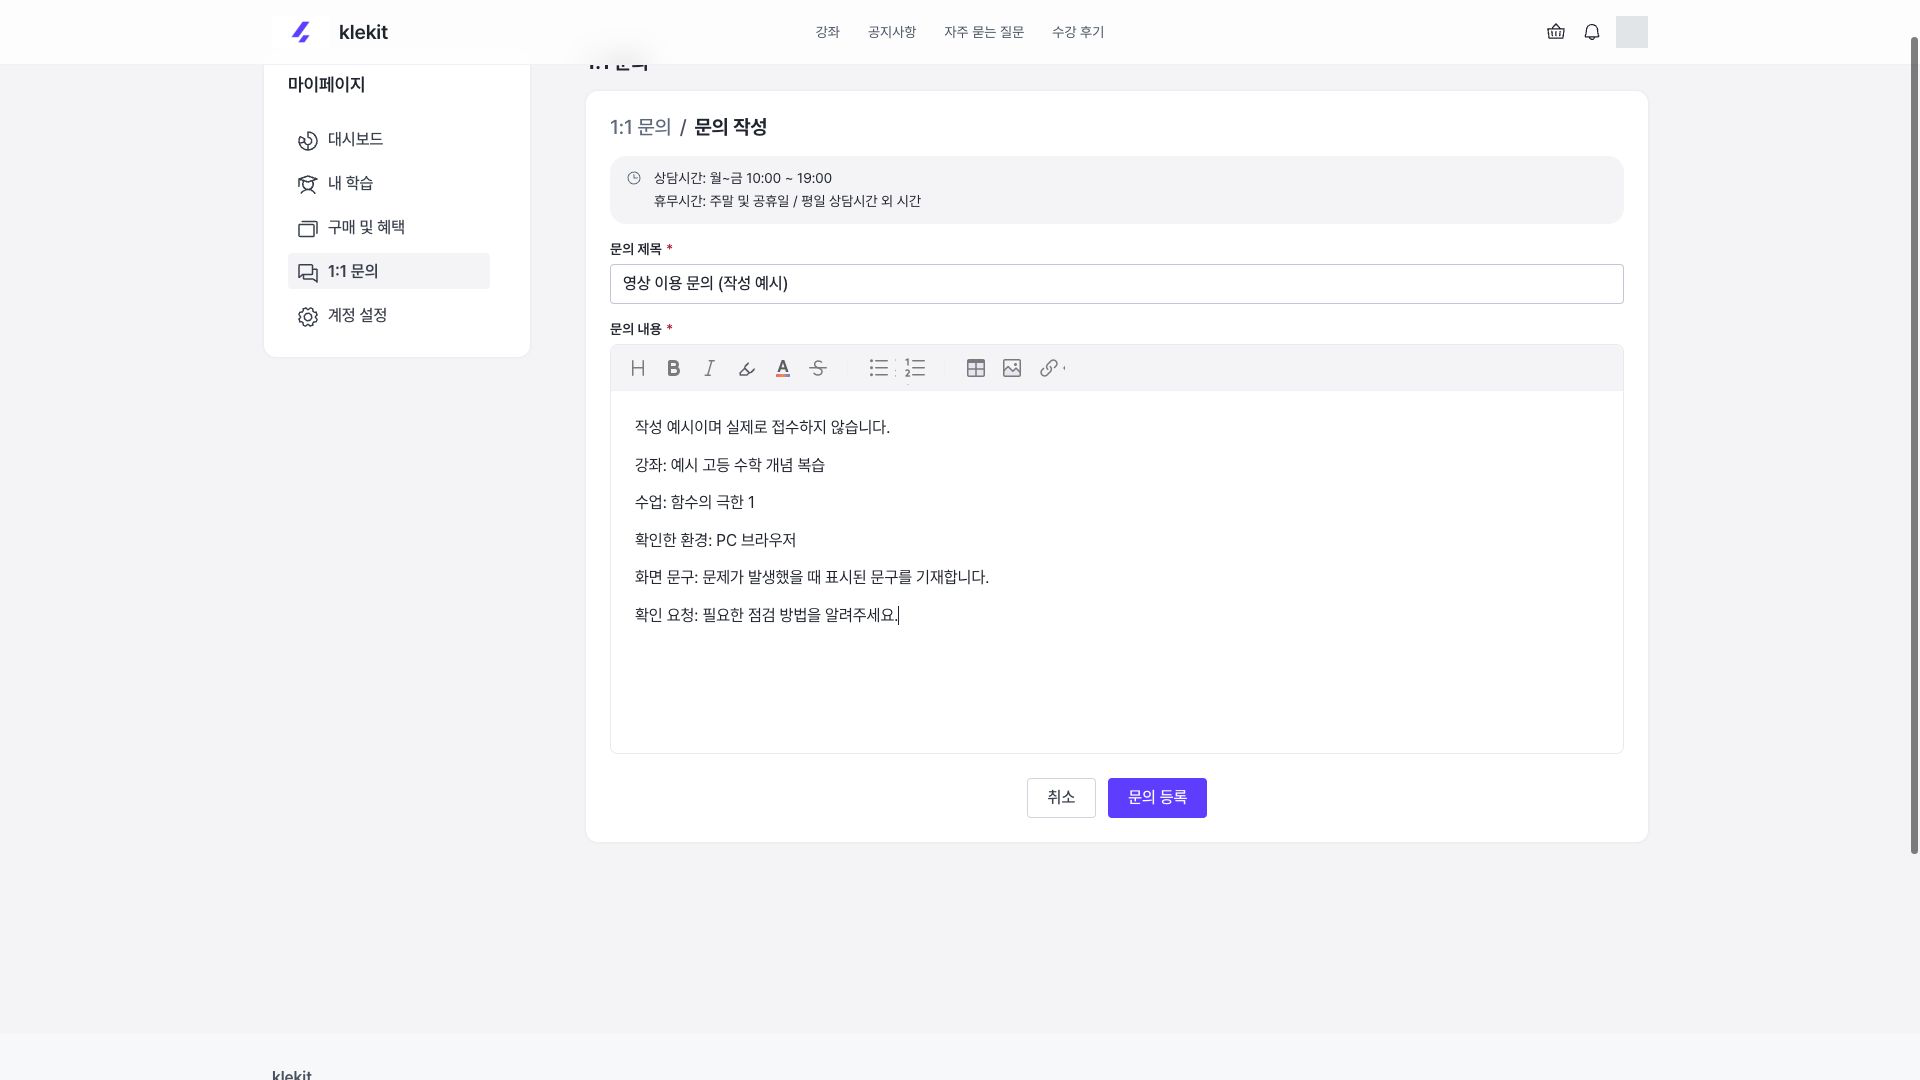 klekit
강좌
공지사항
자주 묻는 질문
수강 후기
마이페이지
대시보드
내 학습
구매 및 혜택
1:1 문의
계정 설정
1:1 문의
1:1 문의 / 문의 작성
상담시간: 월~금 10:00 ~ 19:00
휴무시간: 주말 및 공휴일 / 평일 상담시간 외 시간
문의 제목 *
영상 이용 문의 (작성 예시)
문의 내용 *
작성 예시이며 실제로 접수하지 않습니다.
강좌: 예시 고등 수학 개념 복습
수업: 함수의 극한 1
확인한 환경: PC 브라우저
화면 문구: 문제가 발생했을 때 표시된 문구를 기재합니다.
확인 요청: 필요한 점검 방법을 알려주세요.
취소
문의 등록
klekit